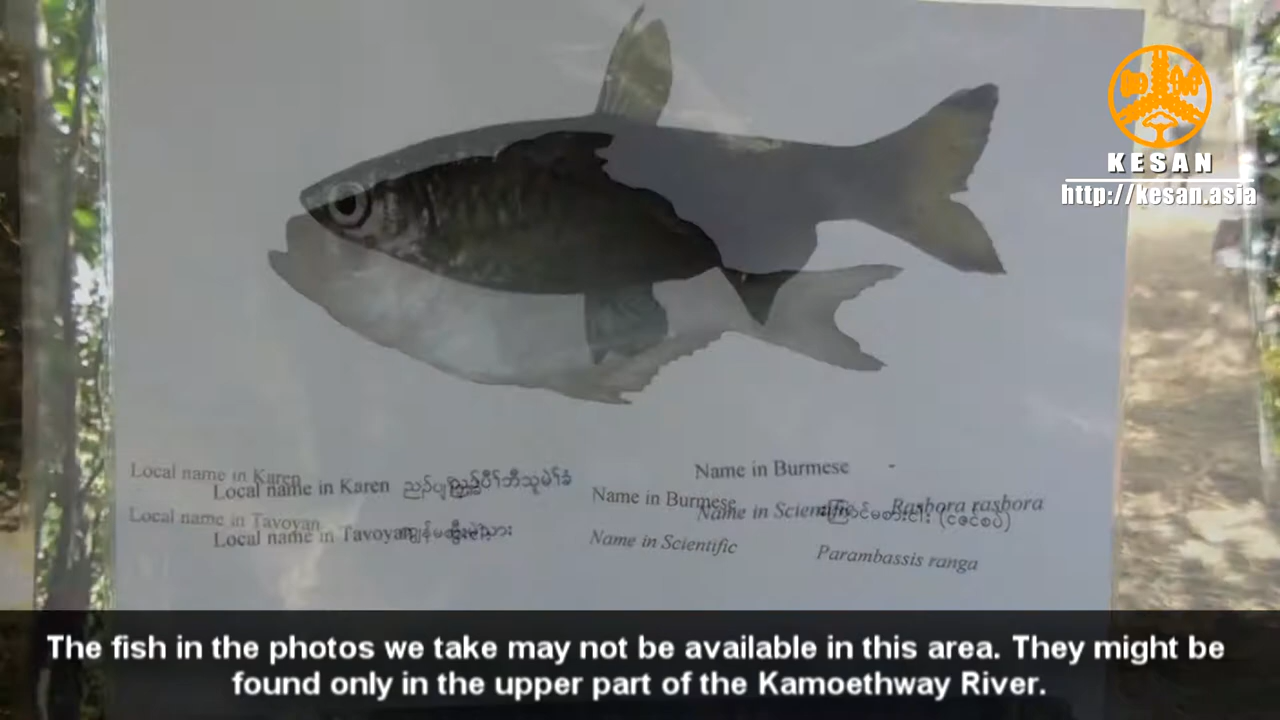 KESAN
http://kesan.asia
Local name in Karen
Name in Burmese -
Local name in Karen
Name in Burmese
Name in Scientific Rasbora rasbora
Local name in Tavoyan
Local name in Tavoyan
Name in Scientific Parambassis ranga
The fish in the photos we take may not be available in this area. They might be
found only in the upper part of the Kamoethway River.